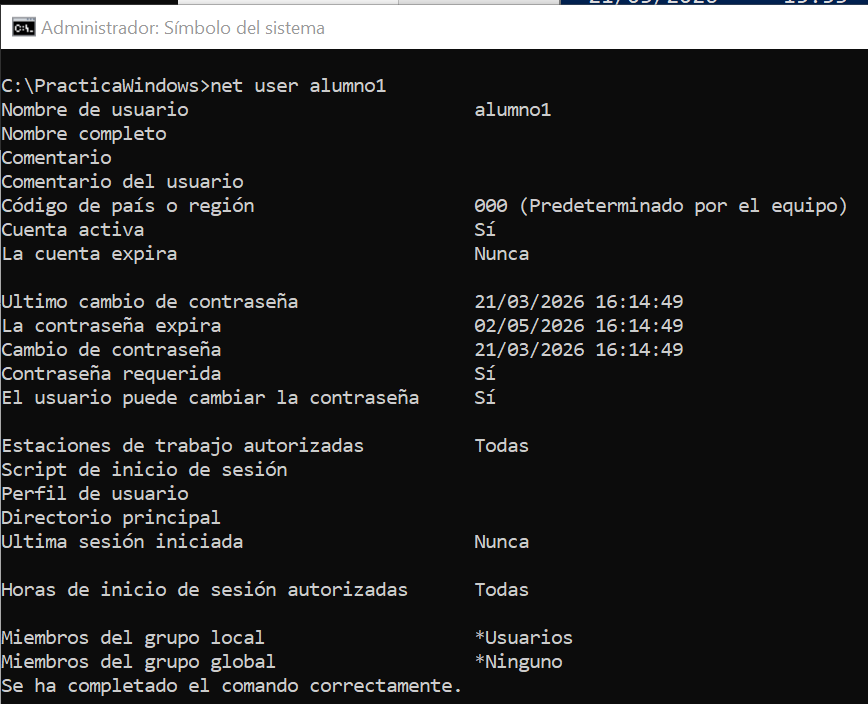 Administrador: Símbolo del sistema
C:\PracticaWindows>net user alumno1
Nombre de usuario alumno1
Nombre completo
Comentario
Comentario del usuario
Código de país o región 000 (Predeterminado por el equipo)
Cuenta activa Sí
La cuenta expira Nunca
Ultimo cambio de contraseña 21/03/2026 16:14:49
La contraseña expira 02/05/2026 16:14:49
Cambio de contraseña 21/03/2026 16:14:49
Contraseña requerida Sí
El usuario puede cambiar la contraseña Sí
Estaciones de trabajo autorizadas Todas
Script de inicio de sesión
Perfil de usuario
Directorio principal
Ultima sesión iniciada Nunca
Horas de inicio de sesión autorizadas Todas
Miembros del grupo local *Usuarios
Miembros del grupo global *Ninguno
Se ha completado el comando correctamente.